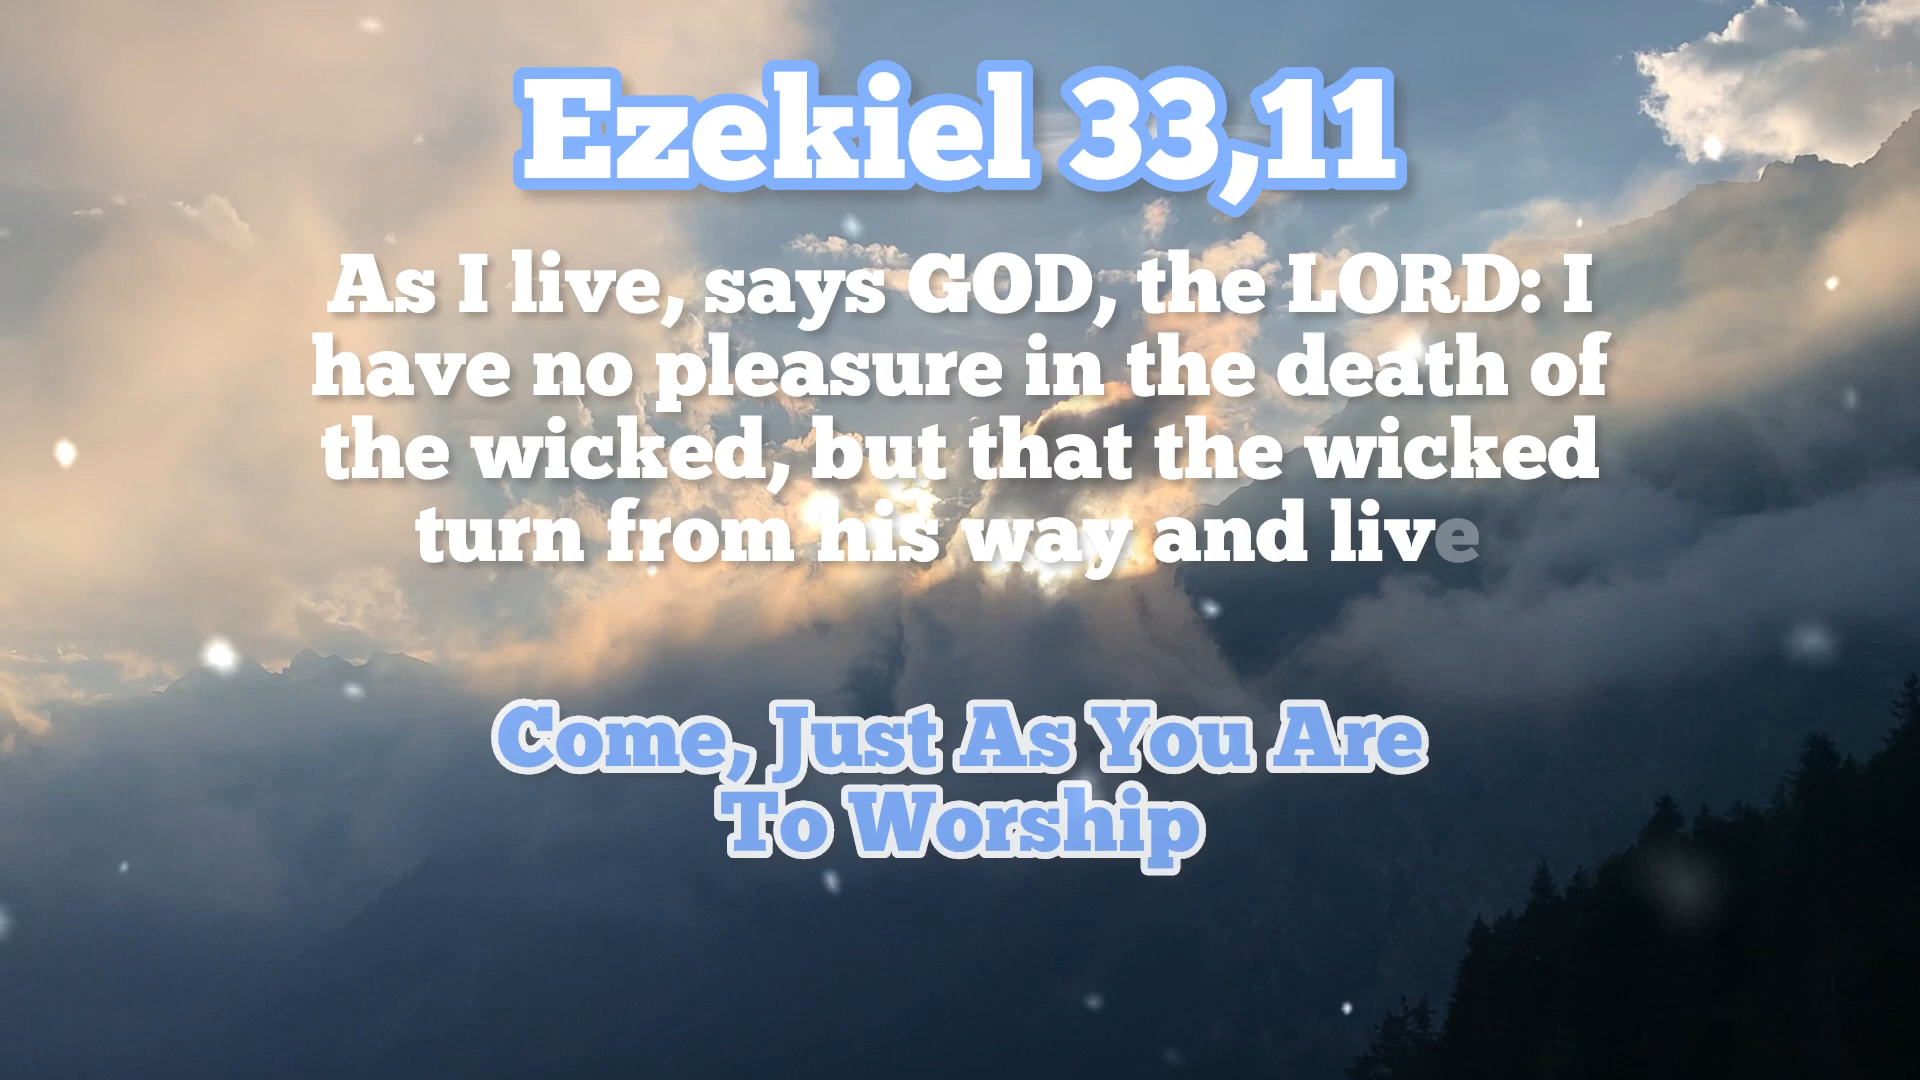 Ezekiel 33,11
As I live, says GOD, the LORD: I
have no pleasure in the death of
the wicked, but that the wicked
turn from his way and live
Come, Just As You Are
To Worship